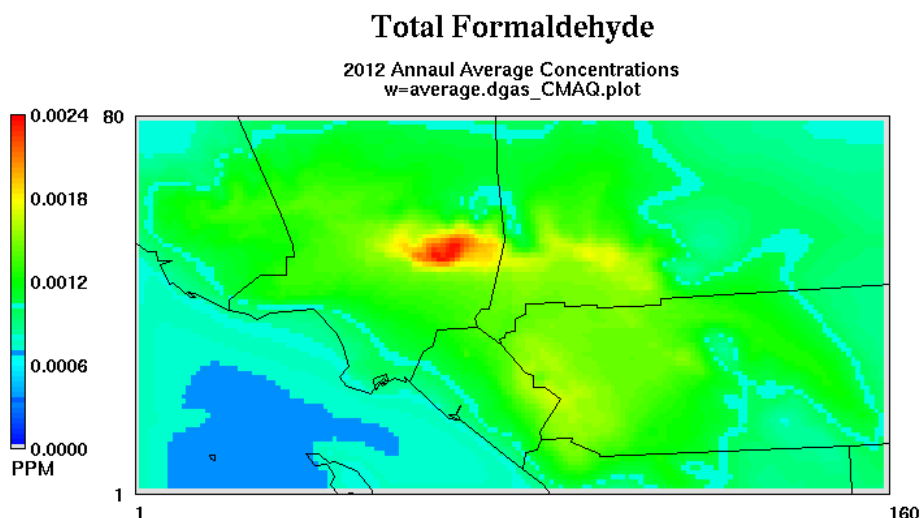 Total Formaldehyde
2012 Annaul Average Concentrations
w=average.dgas_CMAQ.plot
0.0024
0.0018
0.0012
0.0006
0.0000
PPM
80
1
1
160